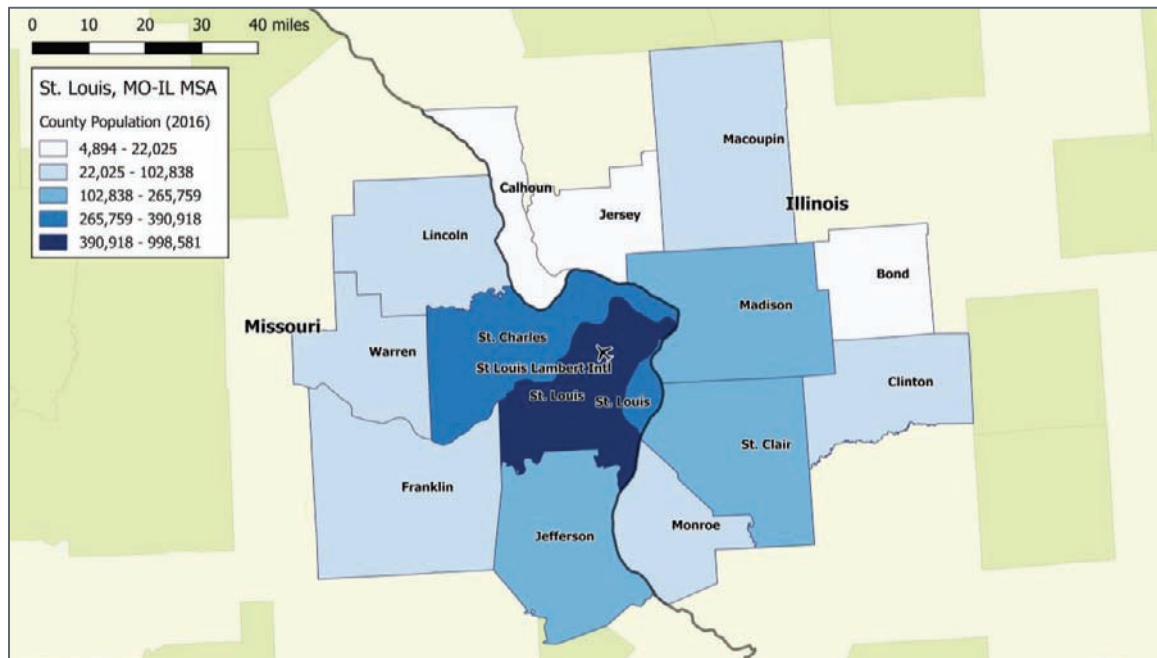 0 10 20 30 40 miles
St. Louis, MO-IL MSA
County Population (2016)
4,894 - 22,025
22,025 - 102,838
102,838 - 265,759
265,759 - 390,918
390,918 - 998,581
Macoupin
Calhoun
Illinois
Jersey
Lincoln
Bond
Madison
Missouri
St. Charles
Warren
St Louis Lambert Intl
Clinton
St. Louis
St. Louis
St. Clair
Franklin
Monroe
Jefferson